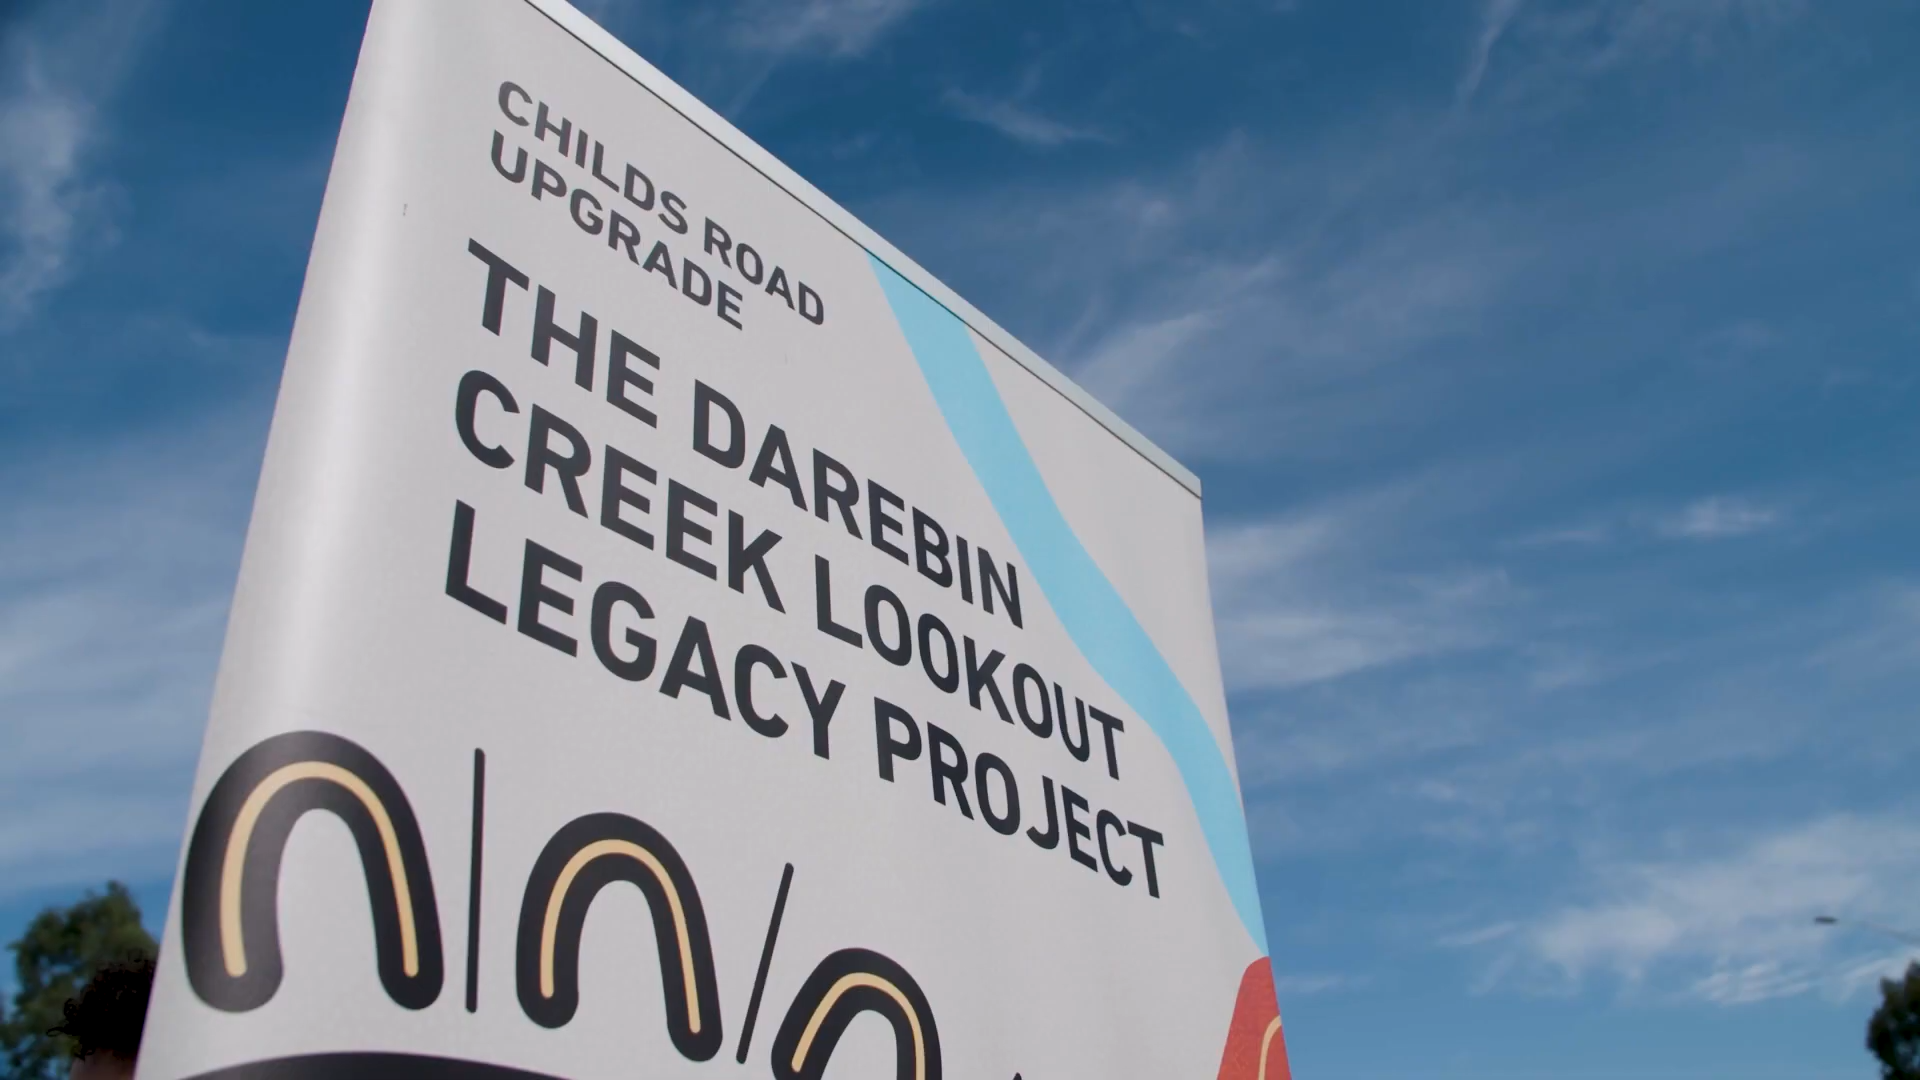 CHILDS ROAD
UPGRADE
THE DAREBIN
CREEK LOOKOUT
LEGACY PROJECT